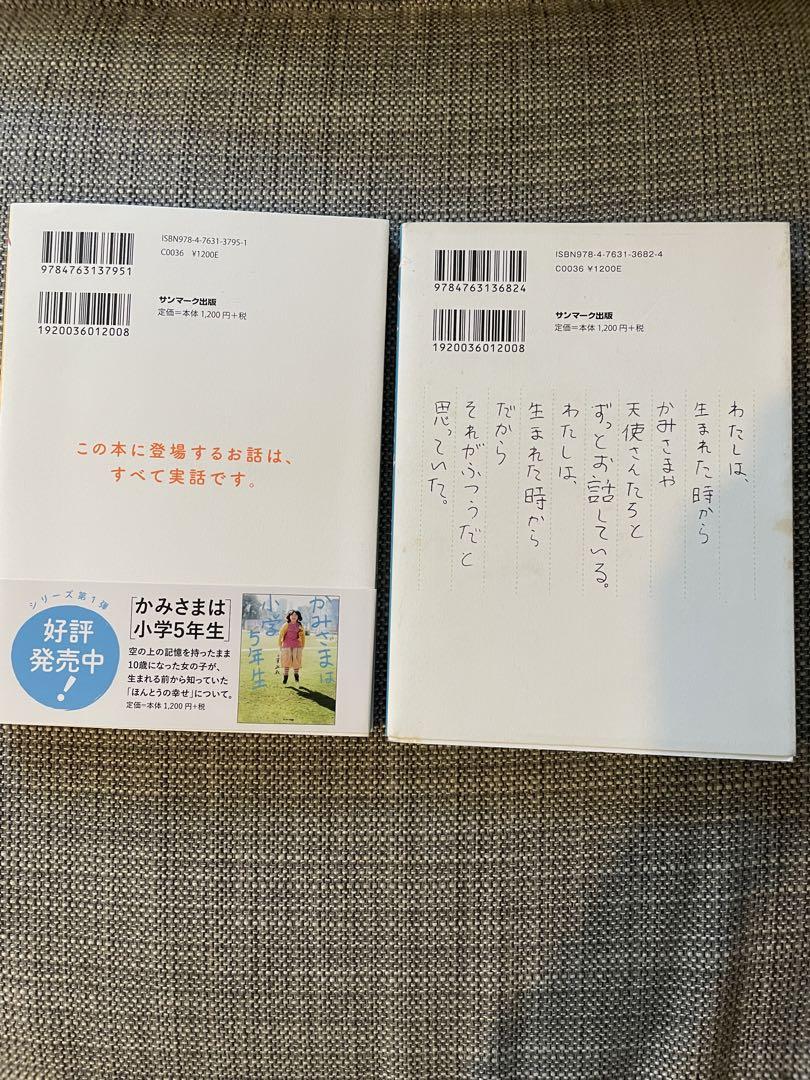 ISBN978-4-7631-3795-1
C0036 ¥1200E
9784763137951
サンマーク出版
定価=本体 1,200 円+税
1920036012008
この本に登場するお話は、
すべて実話です。
シリーズ第1弾
好評
発売中
!
[かみさまは
小学5年生]
空の上の記憶を持ったまま
10歳になった女の子が、
生まれる前から知っていた
「ほんとうの幸せ」について。
定価=本体 1,200 円+税
かみさまは
小学
5年生
すみれ
ISBN978-4-7631-3682-4
C0036 ¥1200E
9784763136824
サンマーク出版
定価=本体 1,200 円+税
1920036012008
わたしは、
生まれた時から
かみさまや
天使さんたちと
ずっとお話している。
わたしは、
生まれた時から
だから
それがふつうだと
思っていた。